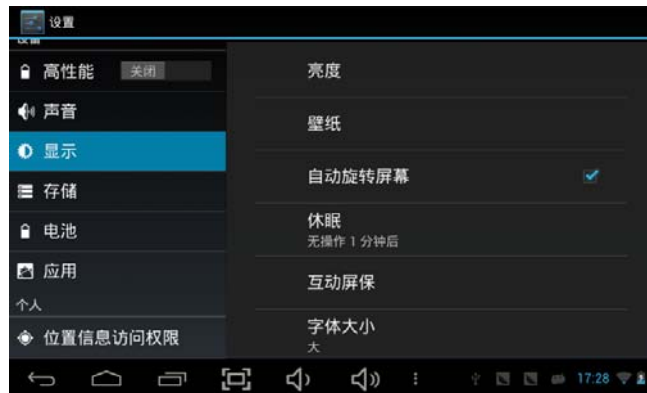 设置
设备
高性能 关闭
声音
显示
存储
电池
应用
个人
位置信息访问权限
亮度
壁纸
自动旋转屏幕
休眠
无操作 1 分钟后
互动屏保
字体大小
大
17:28